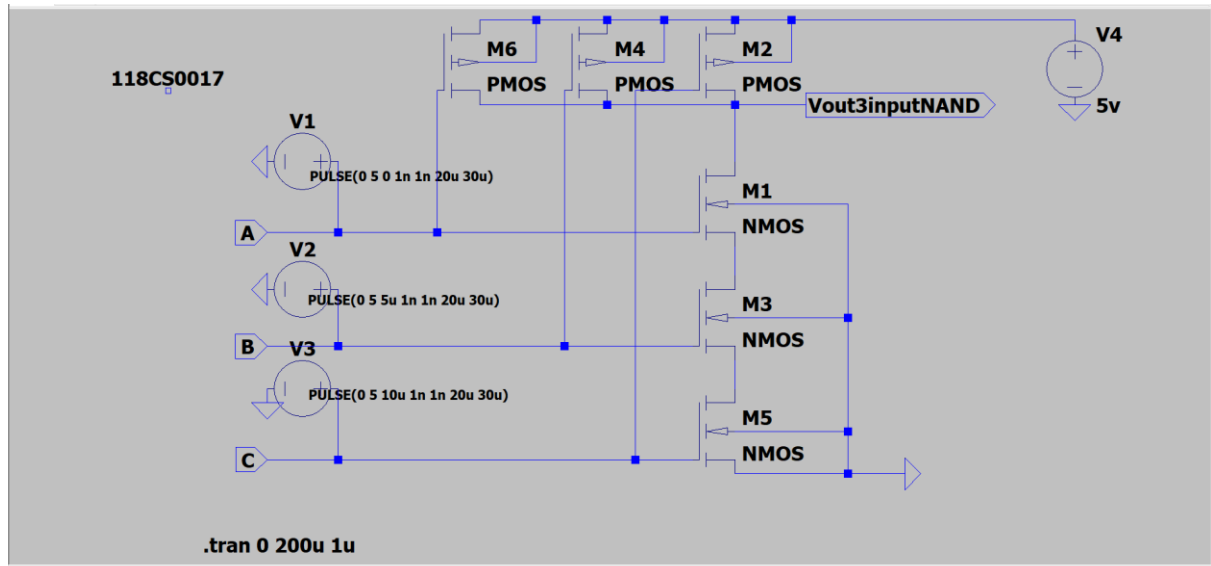 118CS0017
M6
PMOS
M4
PMOS
M2
PMOS
V4
5v
Vout3inputNAND
V1
PULSE(0 5 0 1n 1n 20u 30u)
A
M1
NMOS
V2
PULSE(0 5 5u 1n 1n 20u 30u)
B
M3
NMOS
V3
PULSE(0 5 10u 1n 1n 20u 30u)
C
M5
NMOS
.tran 0 200u 1u